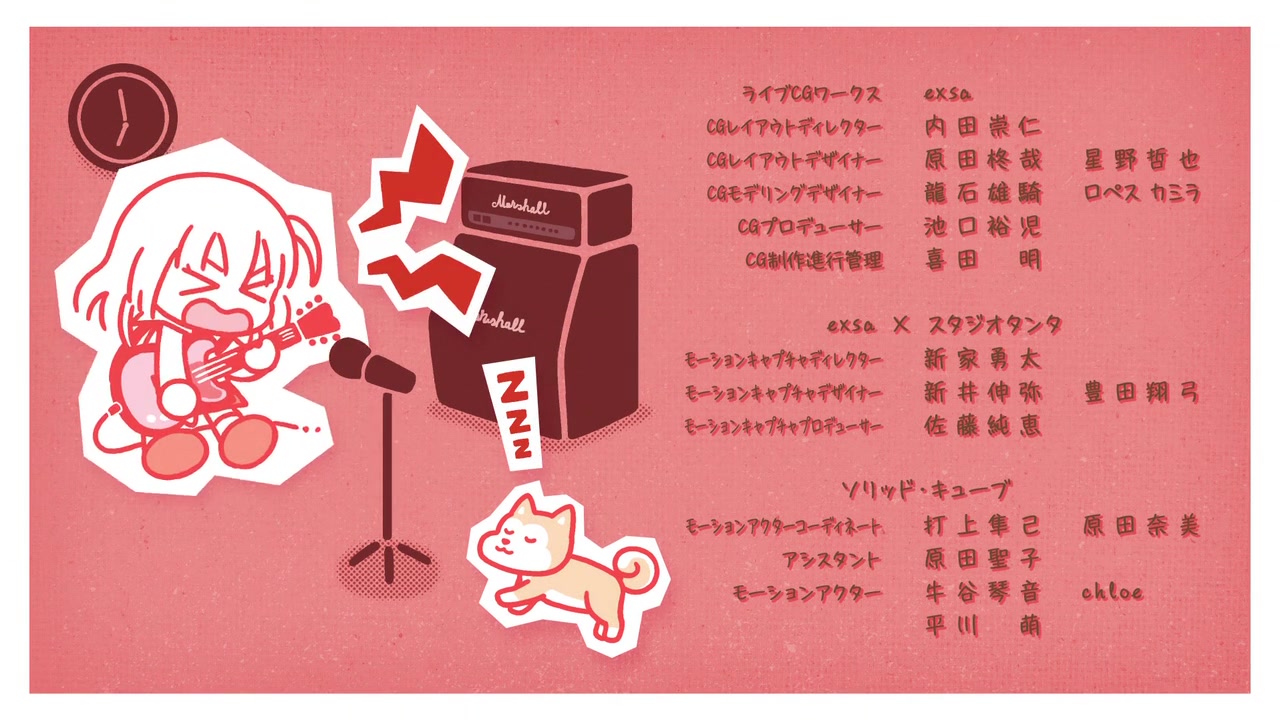 Marshall
Marshall
ZZZ
ライブCGワークス exsa
CGレイアウトディレクター 内田崇仁
CGレイアウトデザイナー 原田柊哉 星野哲也
CGモデリングデザイナー 龍石雄騎 ロペス カミラ
CGプロデューサー 池口裕児
CG制作進行管理 喜田 明
exsa X スタジオタンタ
モーションキャプチャディレクター 新家勇太
モーションキャプチャデザイナー 新井伸弥 豊田翔弓
モーションキャプチャプロデューサー 佐藤純恵
ソリッド・キューブ
モーションアクターコーディネート 打上隼己 原田奈美
アシスタント 原田聖子
モーションアクター 牛谷琴音 chloe
平川 萌